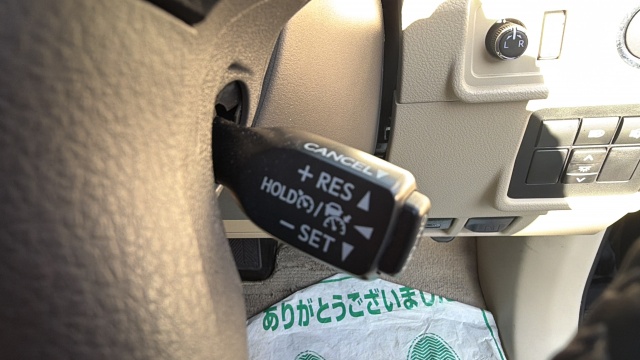 L R
CANCEL▼
+ RES ▲
HOLD / ◀
− SET ▼
ありがとうございまし